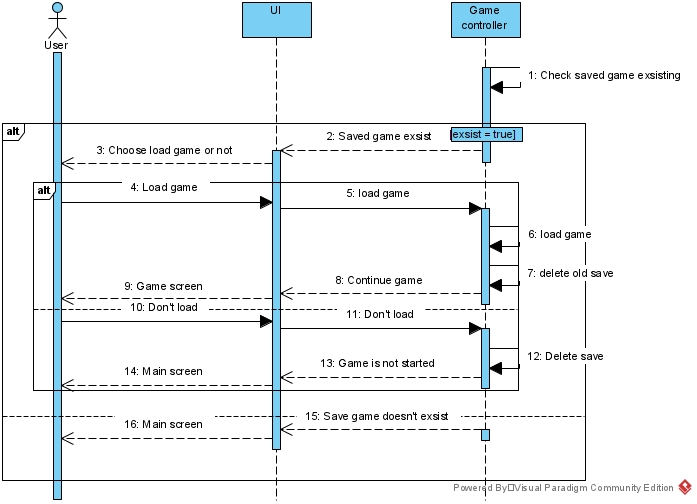 UI
Game
controller
User
1: Check saved game exsisting
alt
[exsist = true]
2: Saved game exsist
3: Choose load game or not
alt
4: Load game
5: load game
6: load game
7: delete old save
8: Continue game
9: Game screen
10: Don't load
11: Don't load
12: Delete save
13: Game is not started
14: Main screen
15: Save game doesn't exsist
16: Main screen
Powered By Visual Paradigm Community Edition